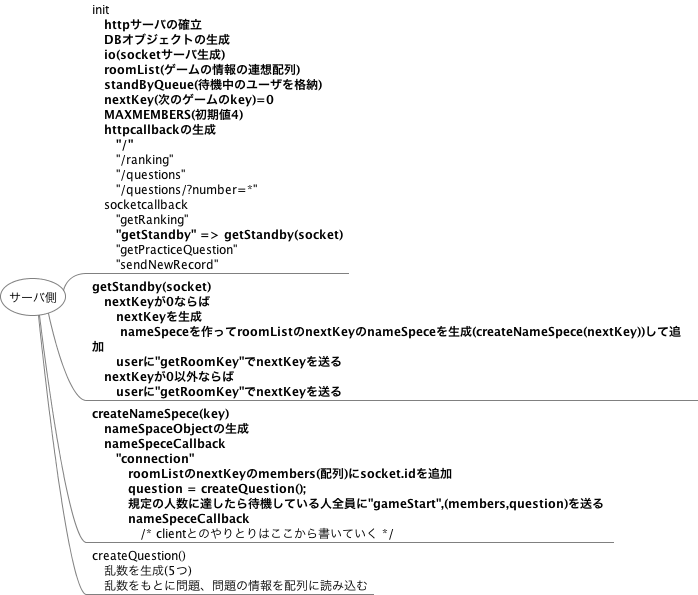 init
httpサーバの確立
DBオブジェクトの生成
io(socketサーバ生成)
roomList(ゲームの情報の連想配列)
standByQueue(待機中のユーザを格納)
nextKey(次のゲームのkey)=0
MAXMEMBERS(初期値4)
httpcallbackの生成
"/"
"/ranking"
"/questions"
"/questions/?number=*"
socketcallback
"getRanking"
"getStandby" => getStandby(socket)
"getPracticeQuestion"
"sendNewRecord"
サーバ側
getStandby(socket)
nextKeyが0ならば
nextKeyを生成
nameSpeceを作ってroomListのnextKeyのnameSpeceを生成(createNameSpece(nextKey))して追
加
userに"getRoomKey"でnextKeyを送る
nextKeyが0以外ならば
userに"getRoomKey"でnextKeyを送る
createNameSpece(key)
nameSpaceObjectの生成
nameSpeceCallback
"connection"
roomListのnextKeyのmembers(配列)にsocket.idを追加
question = createQuestion();
規定の人数に達したら待機している人全員に"gameStart",(members,question)を送る
nameSpeceCallback
/* clientとのやりとりはここから書いていく */
createQuestion()
乱数を生成(5つ)
乱数をもとに問題、問題の情報を配列に読み込む